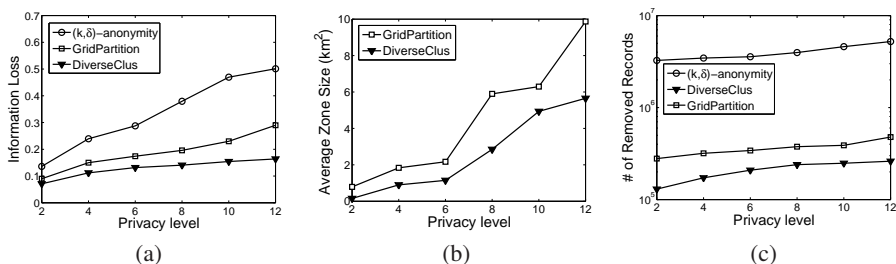 0.7
0.6
0.5
0.4
0.3
0.2
0.1
0
Information Loss
(k,δ)−anonymity
GridPartition
DiverseClus
2 4 6 8 10 12
Privacy level
(a)
10
8
6
4
2
0
Average Zone Size (km²)
GridPartition
DiverseClus
2 4 6 8 10 12
Privacy level
(b)
10⁷
10⁶
10⁵
# of Removed Records
(k,δ)−anonymity
DiverseClus
GridPartition
2 4 6 8 10 12
Privacy level
(c)